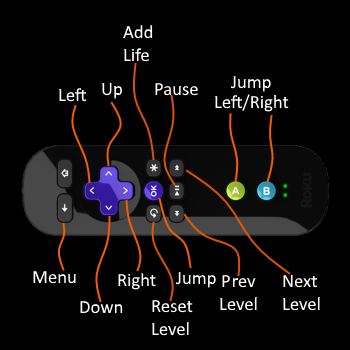 Add
Life
Left
Up
Pause
Jump
Left/Right
OK
A
B
Roku
Menu
Down
Right
Reset
Level
Jump
Prev
Level
Next
Level